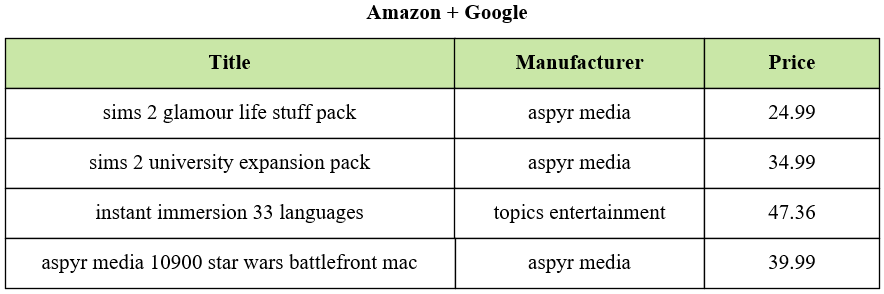 Amazon + Google
Title Manufacturer Price
sims 2 glamour life stuff pack aspyr media 24.99
sims 2 university expansion pack aspyr media 34.99
instant immersion 33 languages topics entertainment 47.36
aspyr media 10900 star wars battlefront mac aspyr media 39.99